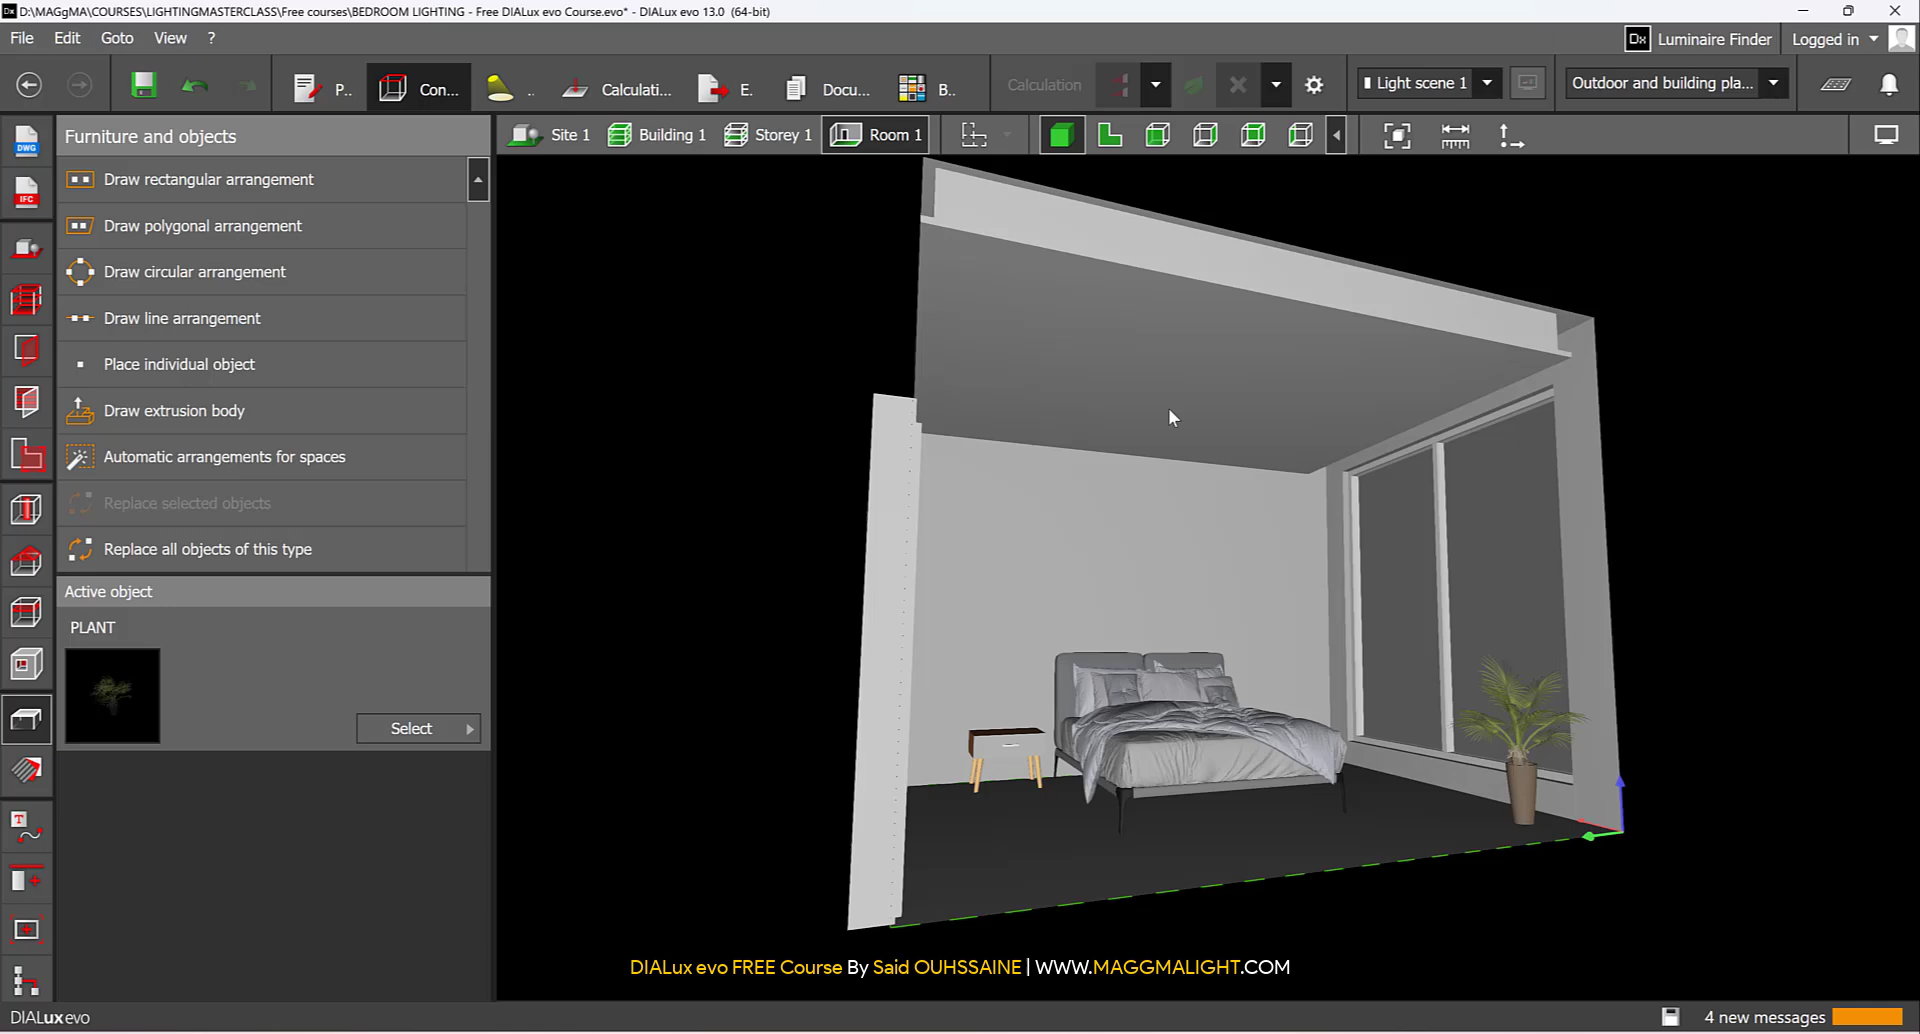 Dx D:\MAGgMA\COURSES\LIGHTINGMASTERCLASS\Free courses\BEDROOM LIGHTING - Free DIALux evo Course.evo* - DIALux evo 13.0 (64-bit)
File Edit Goto View ?
Dx Luminaire Finder Logged in
P.. Con... .. Calculati... E. Docu... B.. Calculation Light scene 1 Outdoor and building pla...
DWG
Furniture and objects
Site 1 Building 1 Storey 1 Room 1
IFC
Draw rectangular arrangement
Draw polygonal arrangement
Draw circular arrangement
Draw line arrangement
Place individual object
Draw extrusion body
Automatic arrangements for spaces
Replace selected objects
Replace all objects of this type
Active object
PLANT
Select
T
DIALux evo FREE Course By Said OUHSSAINE | WWW.MAGGMALIGHT.COM
DIALux evo
4 new messages